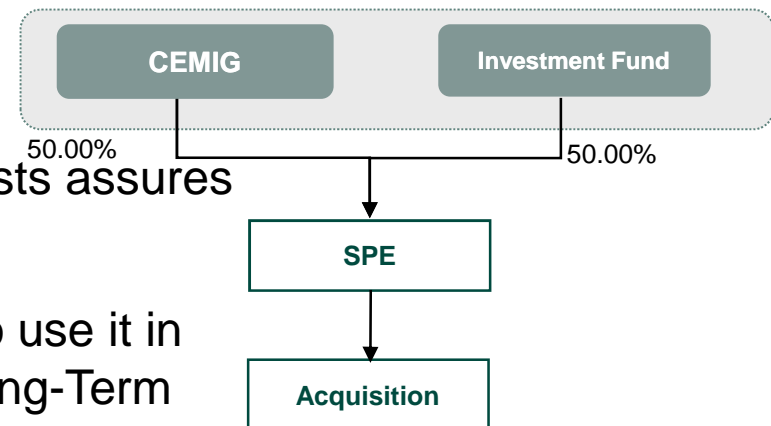 CEMIG
Investment Fund
50.00%
50.00%
sts assures
SPE
use it in
ng-Term
Acquisition